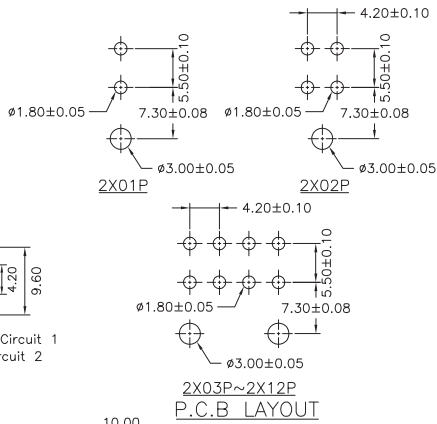 4.20±0.10
5.50±0.10
5.50±0.10
ø1.80±0.05
7.30±0.08
ø1.80±0.05
7.30±0.08
ø3.00±0.05
ø3.00±0.05
2X01P
2X02P
4.20±0.10
5.50±0.10
4.20
9.60
ø1.80±0.05
7.30±0.08
Circuit 1
rcuit 2
ø3.00±0.05
2X03P~2X12P
P.C.B LAYOUT
10.00